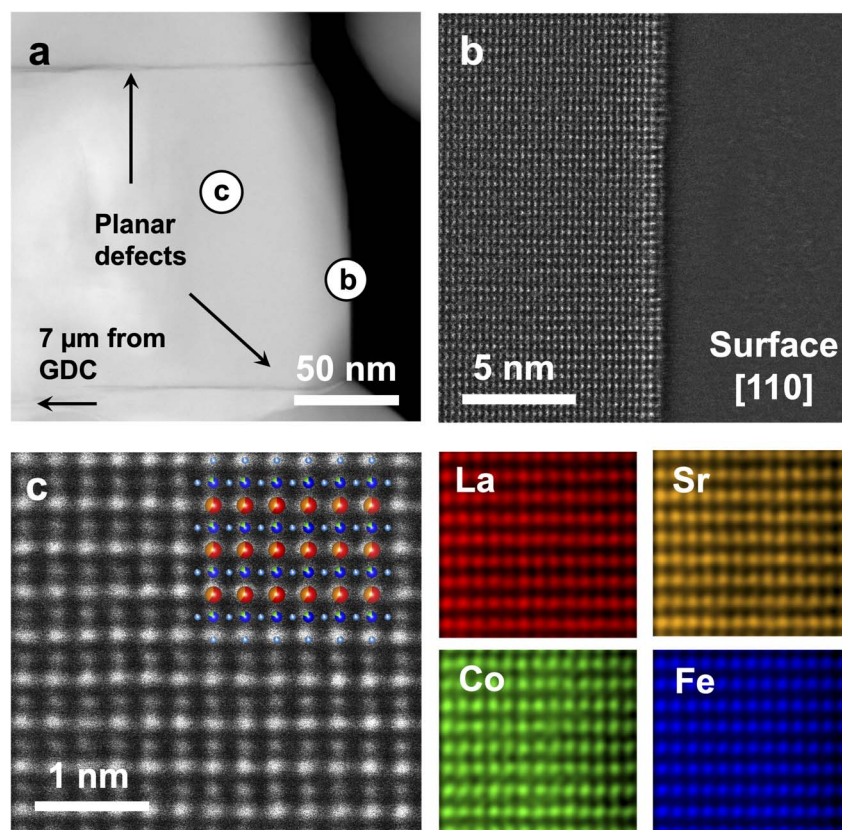 a
c
Planar
defects
b
7 µm from
GDC
50 nm
b
5 nm
Surface
[110]
c
1 nm
La
Sr
Co
Fe